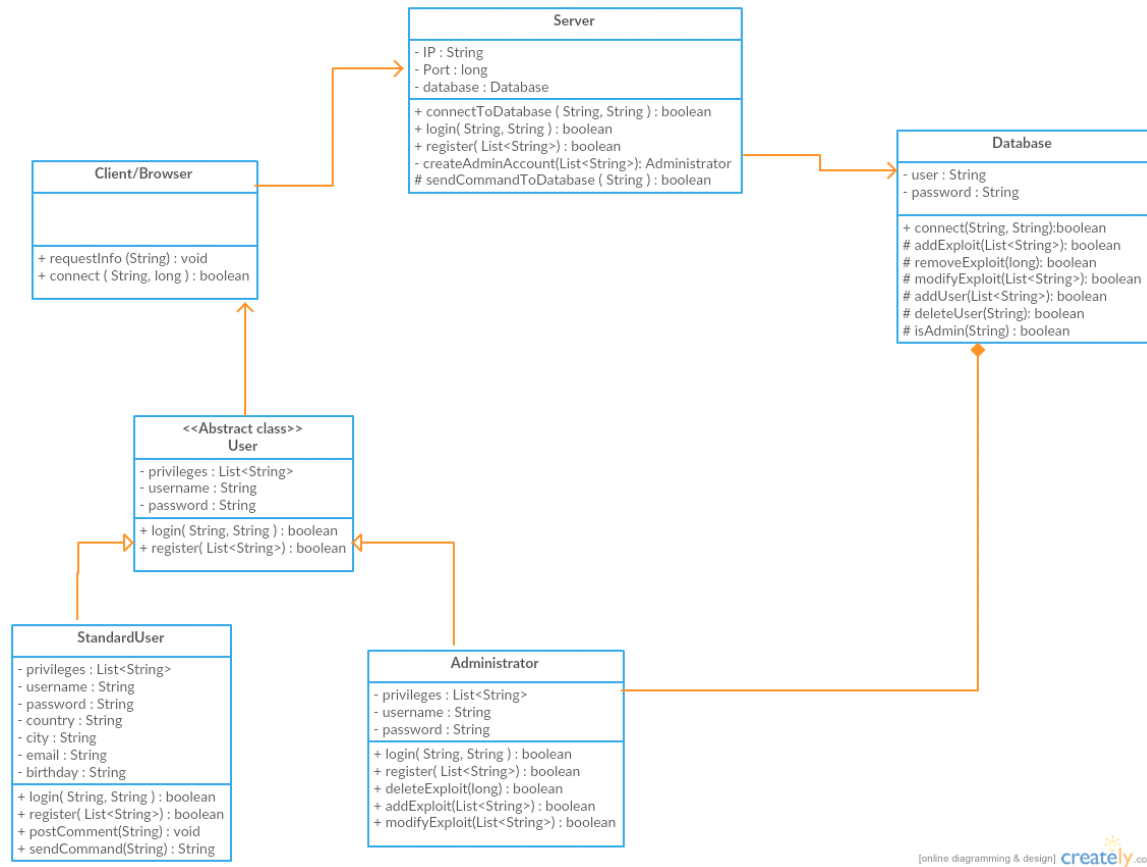 Server
- IP : String
- Port : long
- database : Database
+ connectToDatabase ( String, String ) : boolean
+ login( String, String ) : boolean
+ register( List<String>) : boolean
- createAdminAccount(List<String>): Administrator
# sendCommandToDatabase ( String ) : boolean
Database
- user : String
- password : String
+ connect(String, String):boolean
# addExploit(List<String>): boolean
# removeExploit(long): boolean
# modifyExploit(List<String>): boolean
# addUser(List<String>): boolean
# deleteUser(String): boolean
# isAdmin(String) : boolean
Client/Browser
+ requestInfo (String) : void
+ connect ( String, long ) : boolean
<<Abstract class>>
User
- privileges : List<String>
- username : String
- password : String
+ login( String, String ) : boolean
+ register( List<String>) : boolean
StandardUser
- privileges : List<String>
- username : String
- password : String
- country : String
- city : String
- email : String
- birthday : String
+ login( String, String ) : boolean
+ register( List<String>) : boolean
+ postComment(String) : void
+ sendCommand(String) : String
Administrator
- privileges : List<String>
- username : String
- password : String
+ login( String, String ) : boolean
+ register( List<String>) : boolean
+ deleteExploit(long) : boolean
+ addExploit(List<String>) : boolean
+ modifyExploit(List<String>) : boolean
[online diagramming & design] creately.co